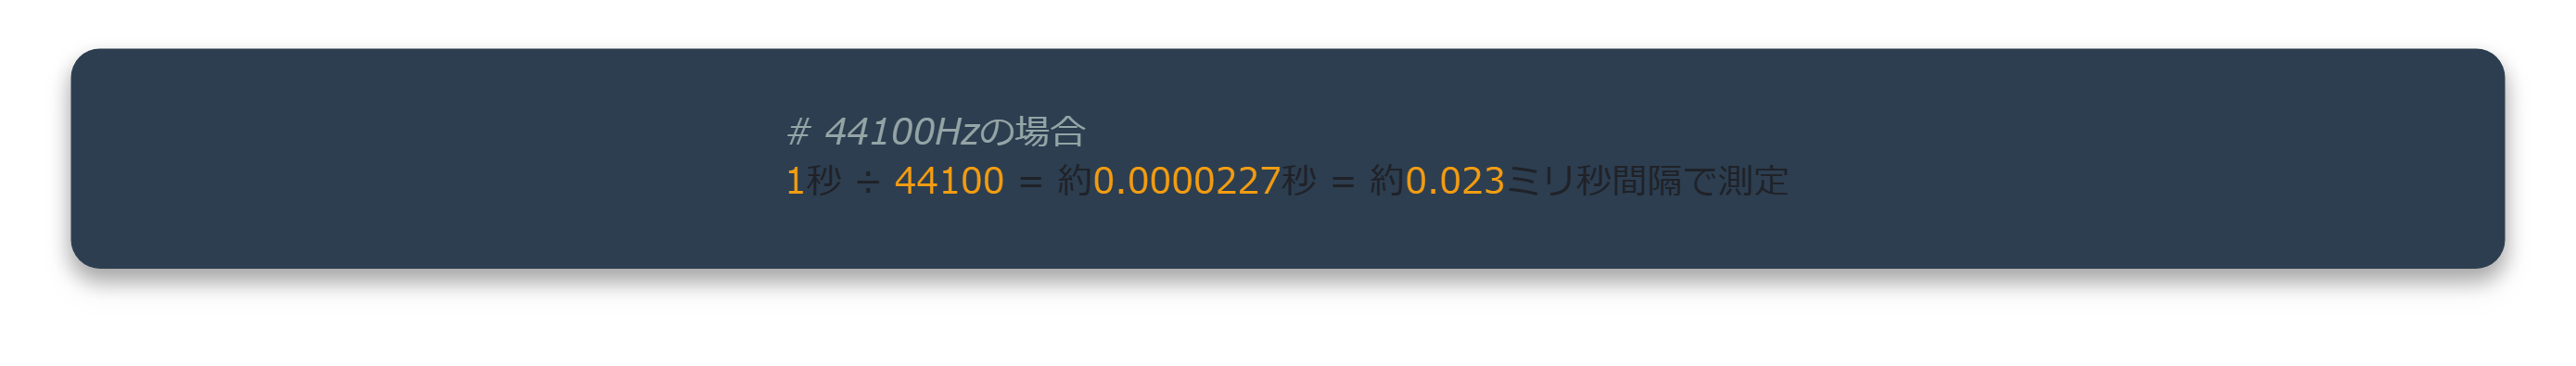 # 44100Hzの場合
1秒 ÷ 44100 = 約0.0000227秒 = 約0.023ミリ秒間隔で測定